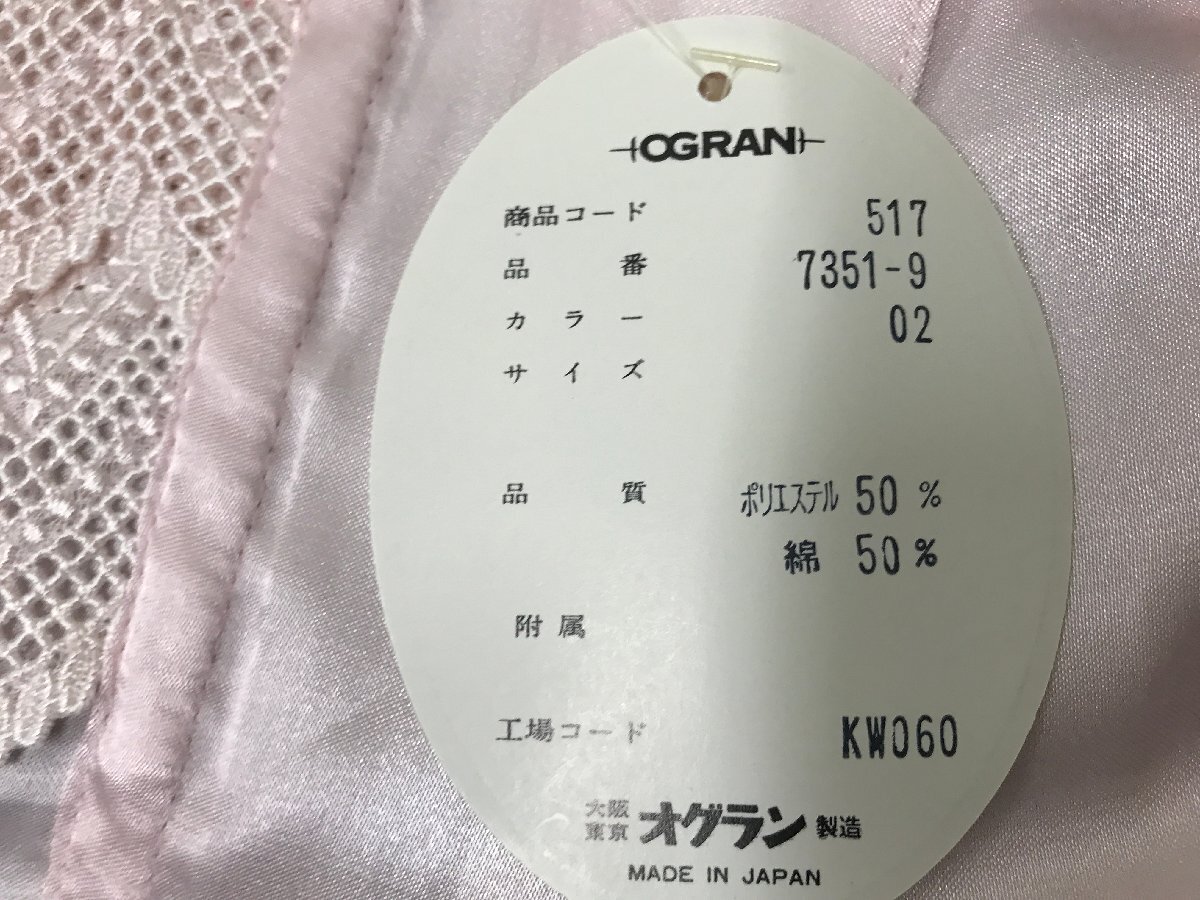 OGRAN
商品コード 517
品番 7351-9
カラー 02
サイズ
品質 ポリエステル 50 %
綿 50 %
附属
工場コード KW060
大阪
東京 オグラン 製造
MADE IN JAPAN